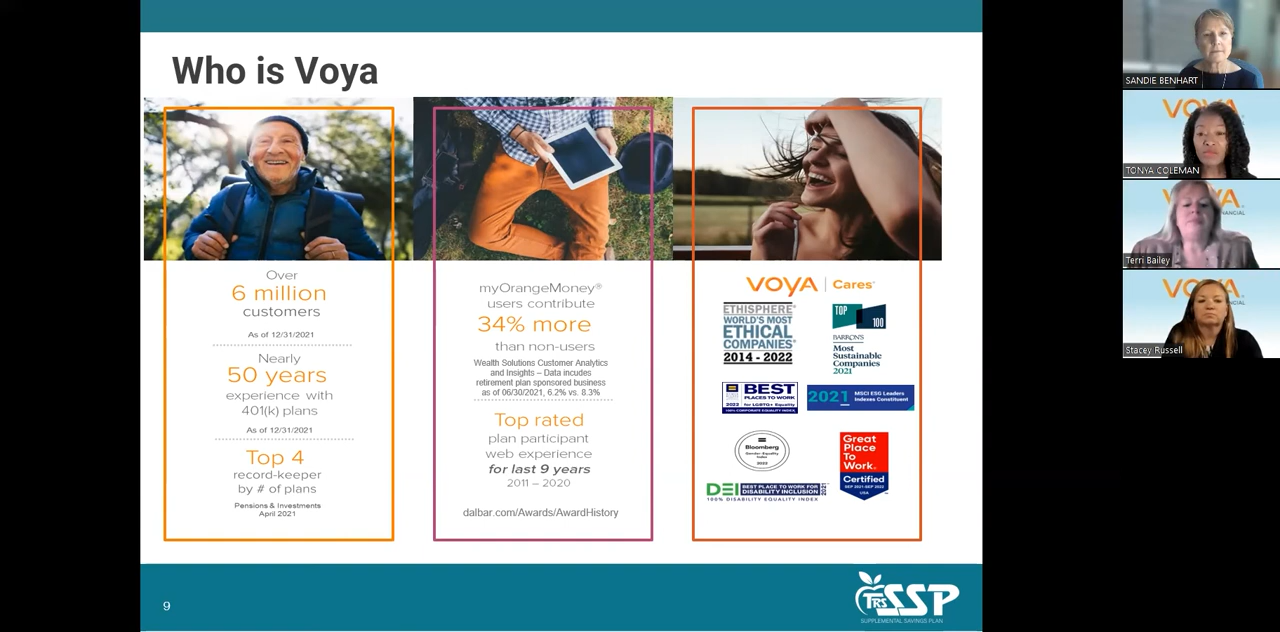 Who is Voya
Over
6 million
customers
As of 12/31/2021
Nearly
50 years
experience with
401(k) plans
As of 12/31/2021
Top 4
record-keeper
by # of plans
Pensions & Investments
April 2021
myOrangeMoney®
users contribute
34% more
than non-users
Wealth Solutions Customer Analytics
and Insights – Data incudes
retirement plan sponsored business
as of 06/30/2021, 6.2% vs. 8.3%
Top rated
plan participant
web experience
for last 9 years
2011 – 2020
dalbar.com/Awards/AwardHistory
VOYA | Cares®
ETHISPHERE®
WORLD'S MOST
ETHICAL
COMPANIES®
2014 - 2022
TOP 100
BARRON'S
Most
Sustainable
Companies
2021
2022 BEST
PLACES TO WORK
for LGBTQ+ Equality
100% CORPORATE EQUALITY INDEX
2021 MSCI ESG Leaders
Indexes Constituent
Bloomberg
Gender-Equality
Index
2022
Great
Place
To
Work®
Certified
SEP 2021-SEP 2022
USA
DEI BEST PLACE TO WORK FOR
DISABILITY INCLUSION
100% DISABILITY EQUALITY INDEX
9
TRS SSP
SUPPLEMENTAL SAVINGS PLAN
SANDIE BENHART
VOYA
TONYA COLEMAN
VOYA
FINANCIAL
Terri Bailey
VOYA
Stacey Russell